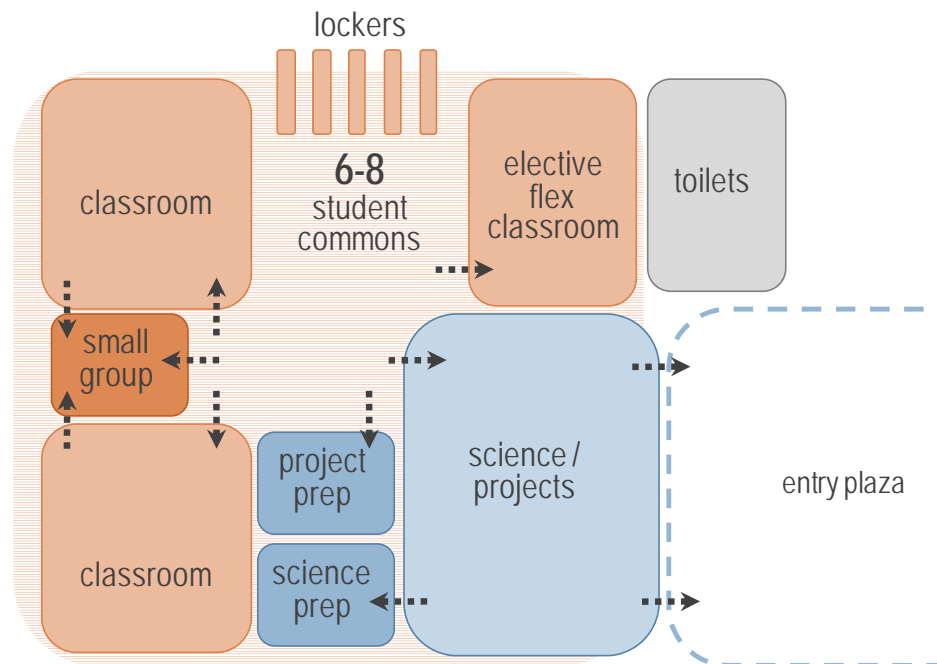 lockers
classroom
6-8
student
commons
elective
flex
classroom
toilets
small
group
project
prep
science /
projects
entry plaza
classroom
science
prep